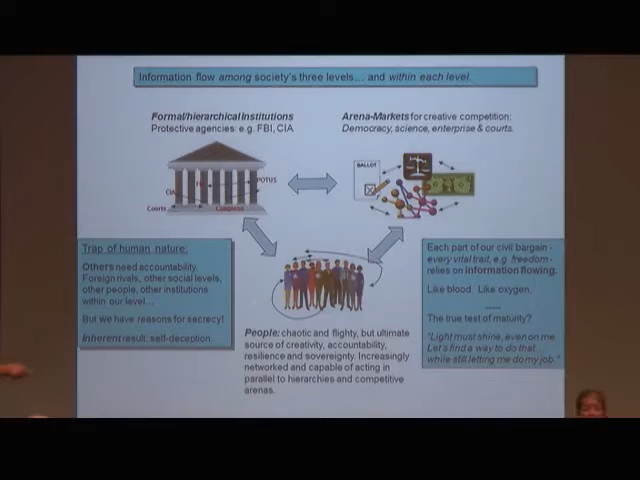 Information flow among society's three levels… and within each level.
Formal/hierarchical Institutions
Protective agencies: e.g. FBI, CIA
Arena-Markets for creative competition:
Democracy, science, enterprise & courts.
BALLOT
POTUS
CIA
Courts
Congress
Trap of human nature:
Others need accountability.
Foreign rivals, other social levels,
other people, other institutions
within our level…
But we have reasons for secrecy!
Inherent result: self-deception.
Each part of our civil bargain -
every vital trait, e.g. freedom -
relies on information flowing.
Like blood. Like oxygen.
.....
The true test of maturity?
"Light must shine, even on me.
Let's find a way to do that...
while still letting me do my job."
People: chaotic and flighty, but ultimate
source of creativity, accountability,
resilience and sovereignty. Increasingly
networked and capable of acting in
parallel to hierarchies and competitive
arenas.